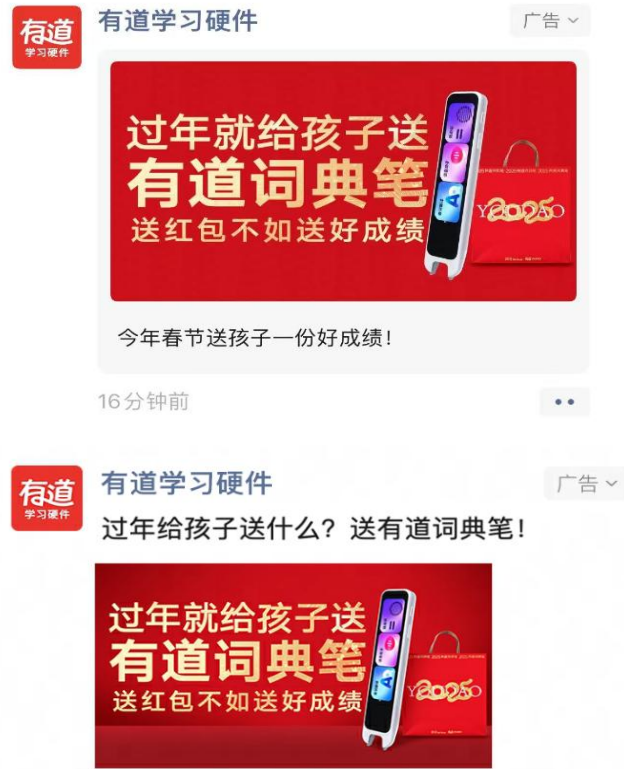 有道
学习硬件
有道学习硬件
广告
过年就给孩子送
有道词典笔
送红包不如送好成绩
YOUDAO
2025
今年春节送孩子一份好成绩！
16分钟前
有道
学习硬件
有道学习硬件
广告
过年给孩子送什么？送有道词典笔！
过年就给孩子送
有道词典笔
送红包不如送好成绩
YOUDAO
2025